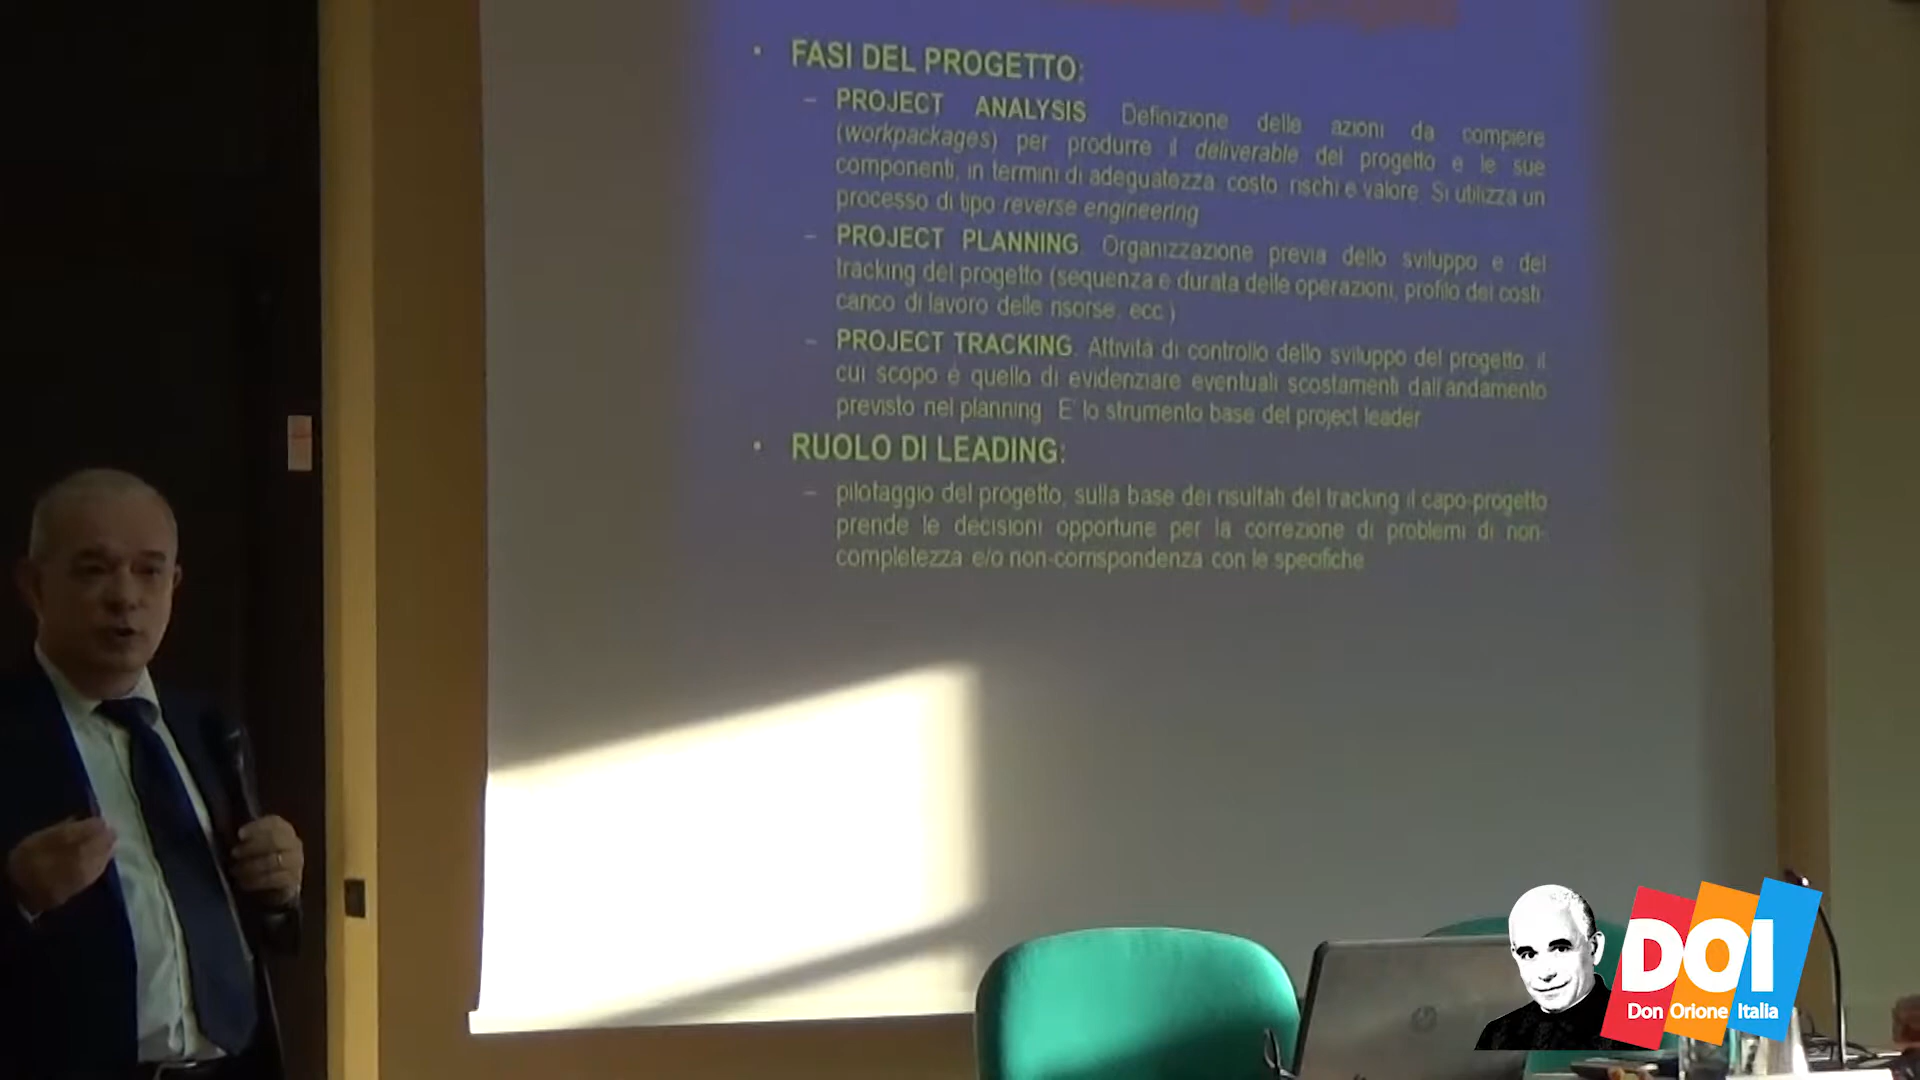 • FASI DEL PROGETTO:
– PROJECT ANALYSIS Definizione delle azioni da compiere
(workpackages) per produrre il deliverable del progetto e le sue
componenti, in termini di adeguatezza, costo, rischi e valore. Si utilizza un
processo di tipo reverse engineering
– PROJECT PLANNING. Organizzazione previa dello sviluppo e del
tracking del progetto (sequenza e durata delle operazioni, profilo dei costi,
carico di lavoro delle risorse, ecc.)
– PROJECT TRACKING. Attività di controllo dello sviluppo del progetto, il
cui scopo è quello di evidenziare eventuali scostamenti dall'andamento
previsto nel planning. E' lo strumento base del project leader
• RUOLO DI LEADING:
– pilotaggio del progetto, sulla base dei risultati del tracking il capo-progetto
prende le decisioni opportune per la correzione di problemi di non-
completezza e/o non-corrispondenza con le specifiche
DOI
Don Orione Italia